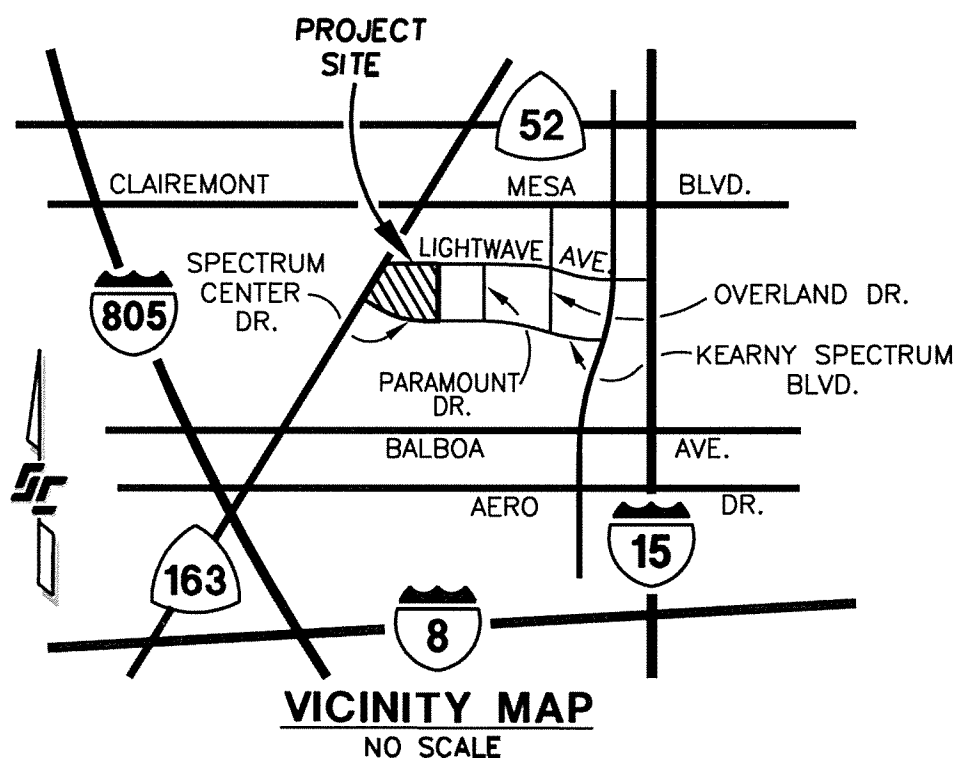 PROJECT
SITE
52
CLAIREMONT MESA BLVD.
LIGHTWAVE AVE.
SPECTRUM
CENTER
DR.
805
OVERLAND DR.
KEARNY SPECTRUM
BLVD.
PARAMOUNT
DR.
BALBOA AVE.
AERO DR.
15
163
8
VICINITY MAP
NO SCALE